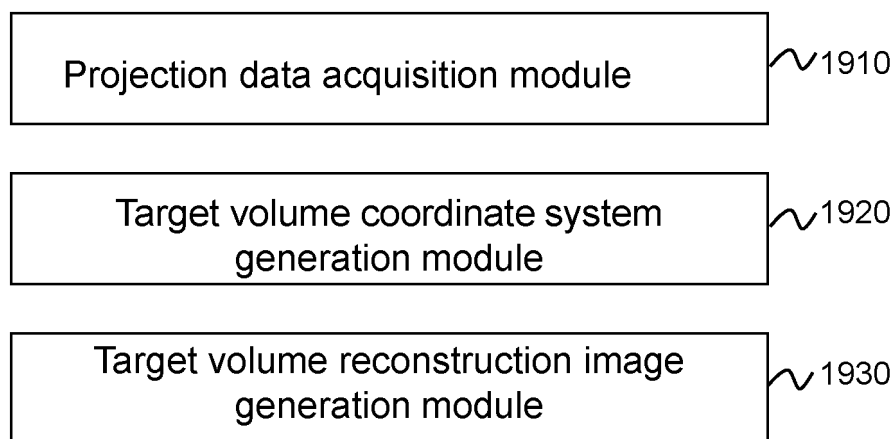 Projection data acquisition module
1910
Target volume coordinate system
generation module
1920
Target volume reconstruction image
generation module
1930